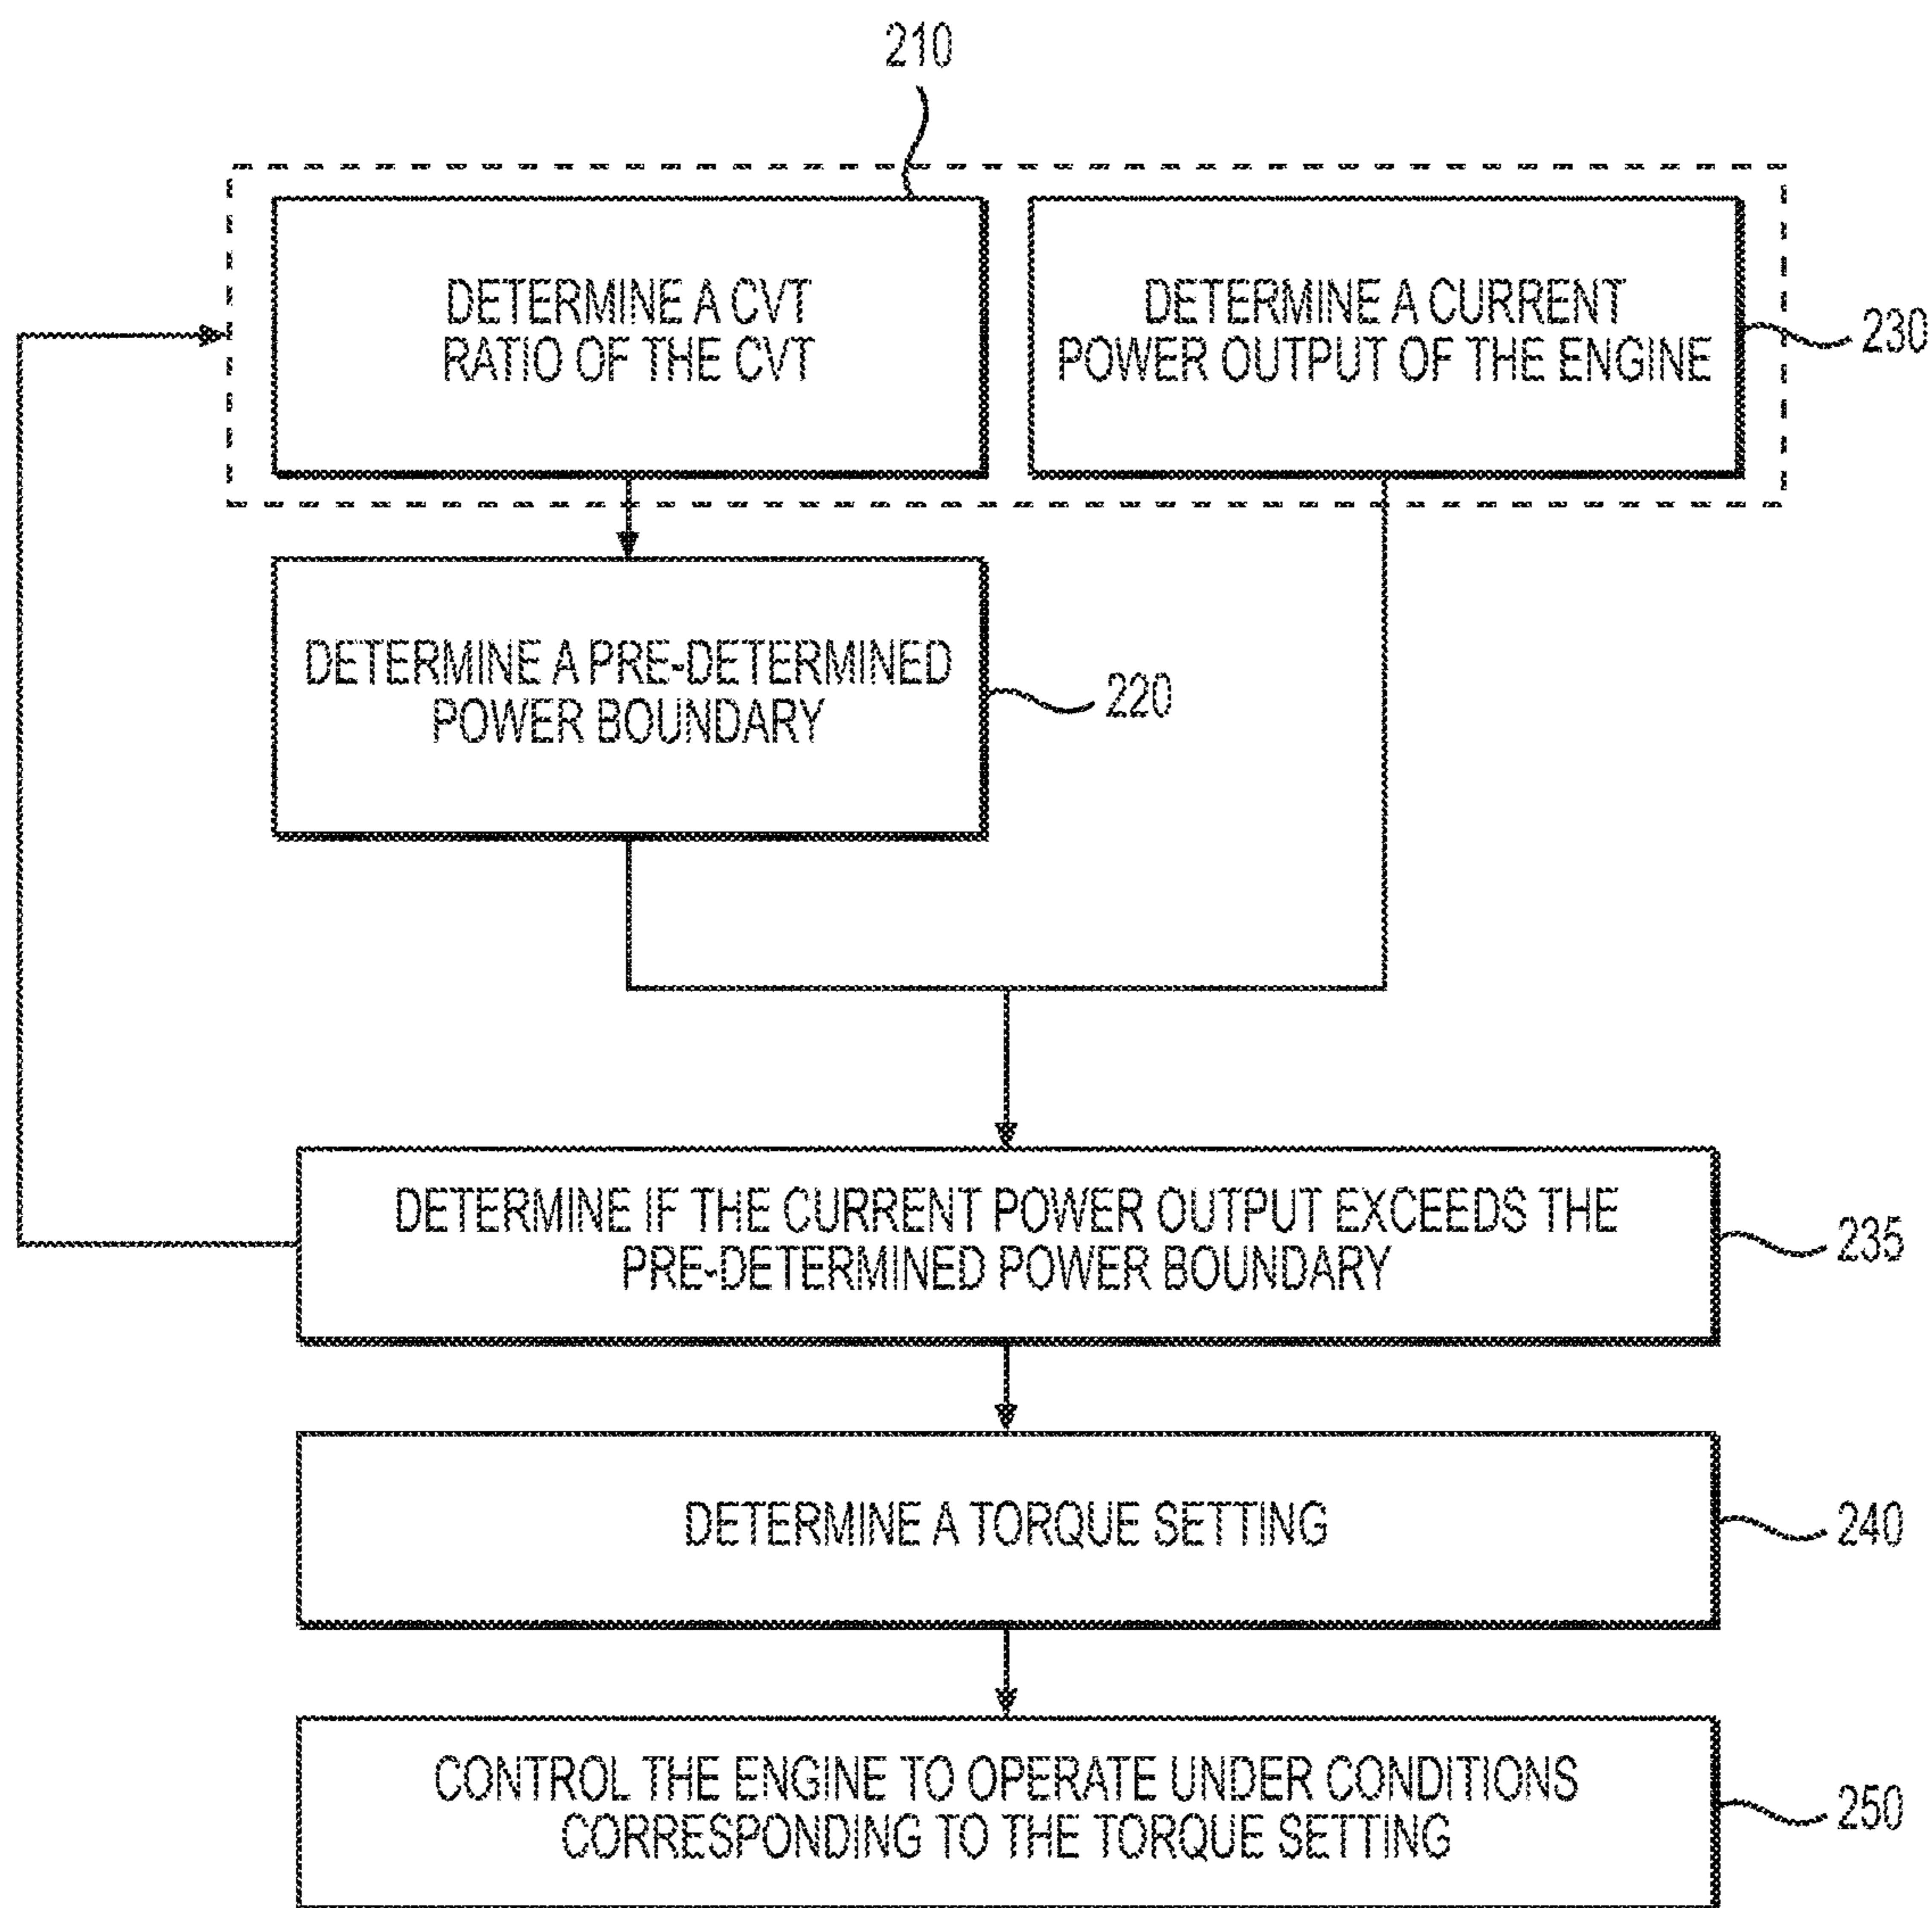 210
DETERMINE A CVT
RATIO OF THE CVT
DETERMINE A CURRENT
POWER OUTPUT OF THE ENGINE
230
DETERMINE A PRE-DETERMINED
POWER BOUNDARY
220
DETERMINE IF THE CURRENT POWER OUTPUT EXCEEDS THE
PRE-DETERMINED POWER BOUNDARY
235
DETERMINE A TORQUE SETTING
240
CONTROL THE ENGINE TO OPERATE UNDER CONDITIONS
CORRESPONDING TO THE TORQUE SETTING
250